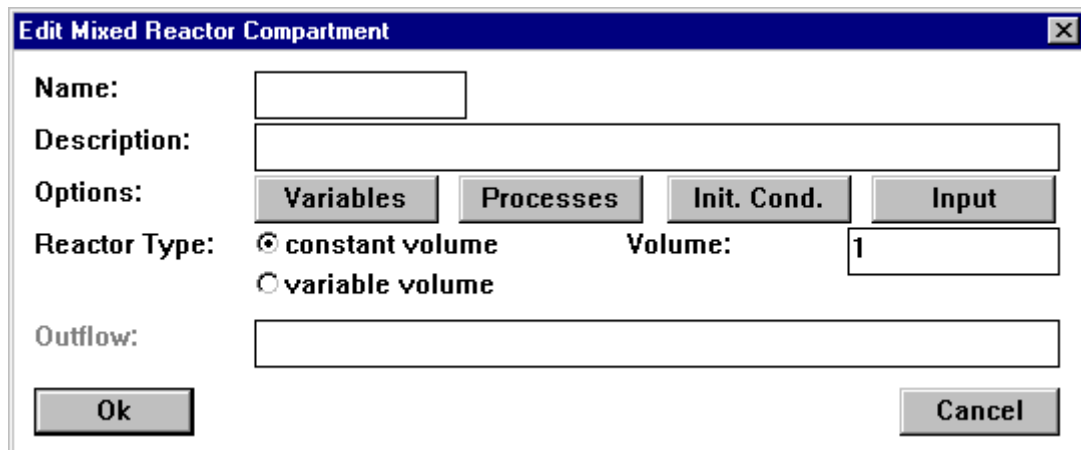 Edit Mixed Reactor Compartment
Name:
Description:
Options: Variables Processes Init. Cond. Input
Reactor Type: constant volume Volume: 1
variable volume
Outflow:
Ok Cancel